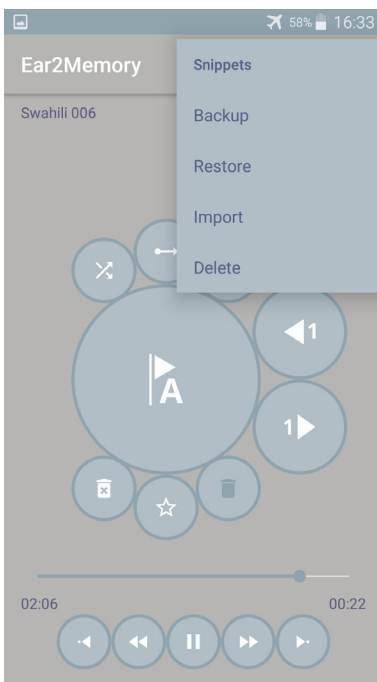 58% 16:33
Ear2Memory
Snippets
Swahili 006
Backup
Restore
Import
Delete
1
A
1
02:06 00:22